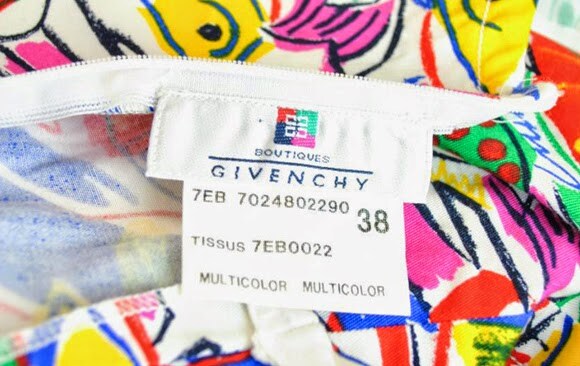 BOUTIQUES
GIVENCHY
7EB 7024802290 38
TISSUS 7EB0022
MULTICOLOR MULTICOLOR